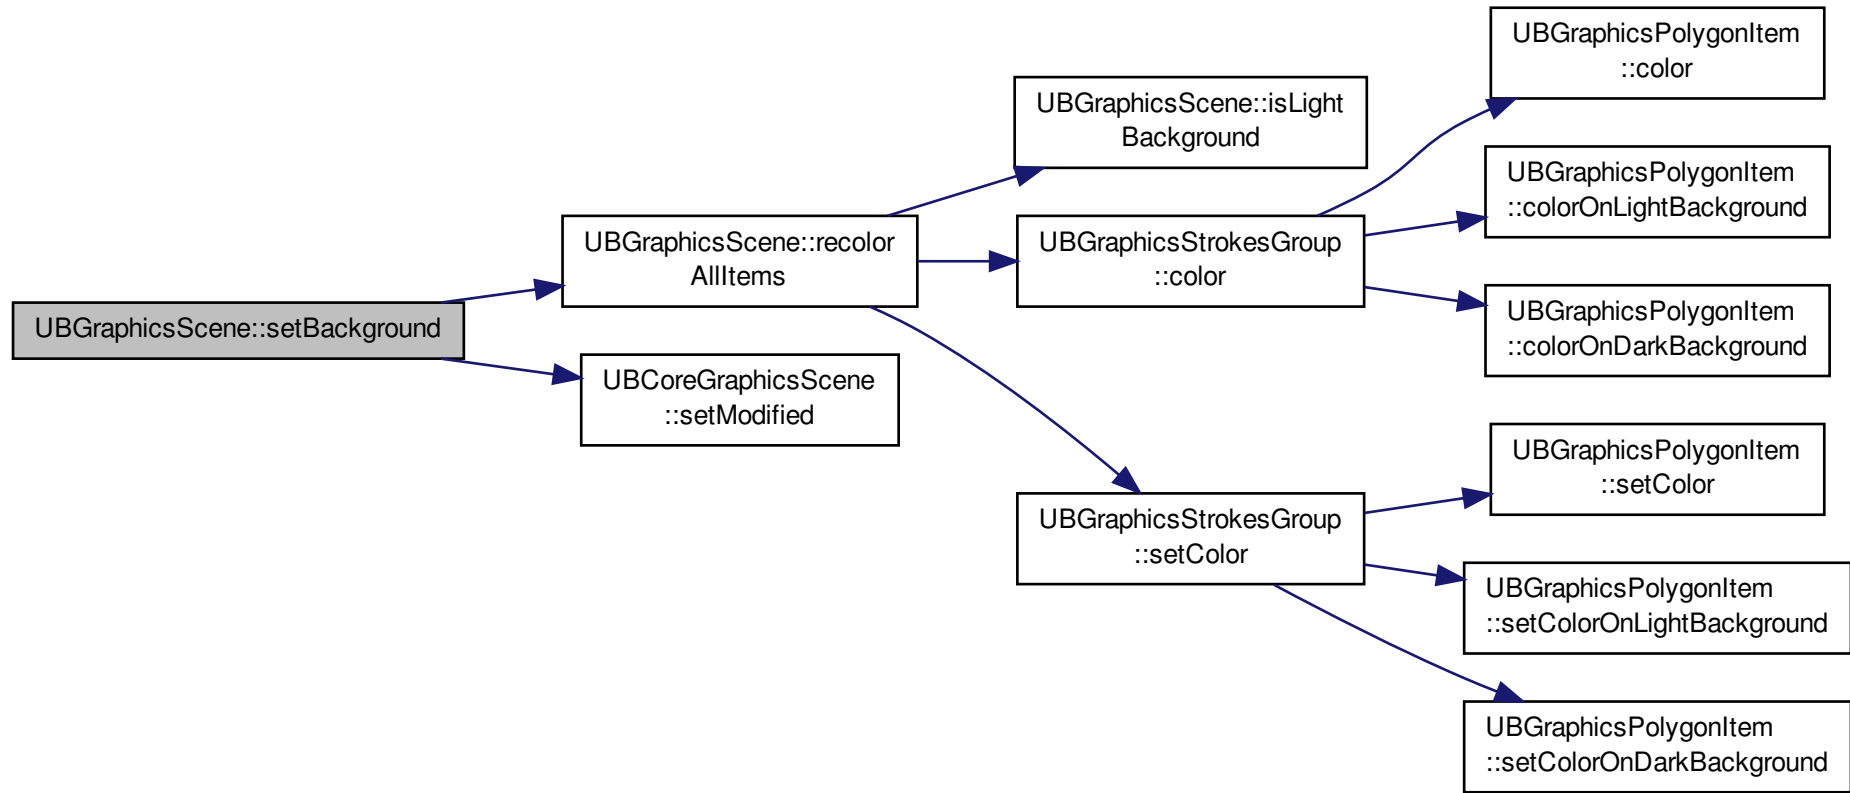 UBGraphicsScene::setBackground
UBGraphicsScene::recolor
AllItems
UBCoreGraphicsScene
::setModified
UBGraphicsScene::isLight
Background
UBGraphicsStrokesGroup
::color
UBGraphicsStrokesGroup
::setColor
UBGraphicsPolygonItem
::color
UBGraphicsPolygonItem
::colorOnLightBackground
UBGraphicsPolygonItem
::colorOnDarkBackground
UBGraphicsPolygonItem
::setColor
UBGraphicsPolygonItem
::setColorOnLightBackground
UBGraphicsPolygonItem
::setColorOnDarkBackground